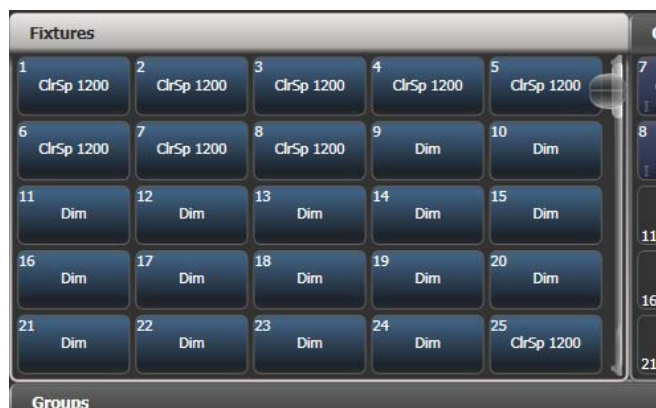 Fixtures
1 2 3 4 5 7
ClrSp 1200 ClrSp 1200 ClrSp 1200 ClrSp 1200 ClrSp 1200
I
6 7 8 9 10 8
ClrSp 1200 ClrSp 1200 ClrSp 1200 Dim Dim
I
11 12 13 14 15
Dim Dim Dim Dim Dim
11
16 17 18 19 20
Dim Dim Dim Dim Dim
16
21 22 23 24 25
Dim Dim Dim Dim ClrSp 1200
21
Groups